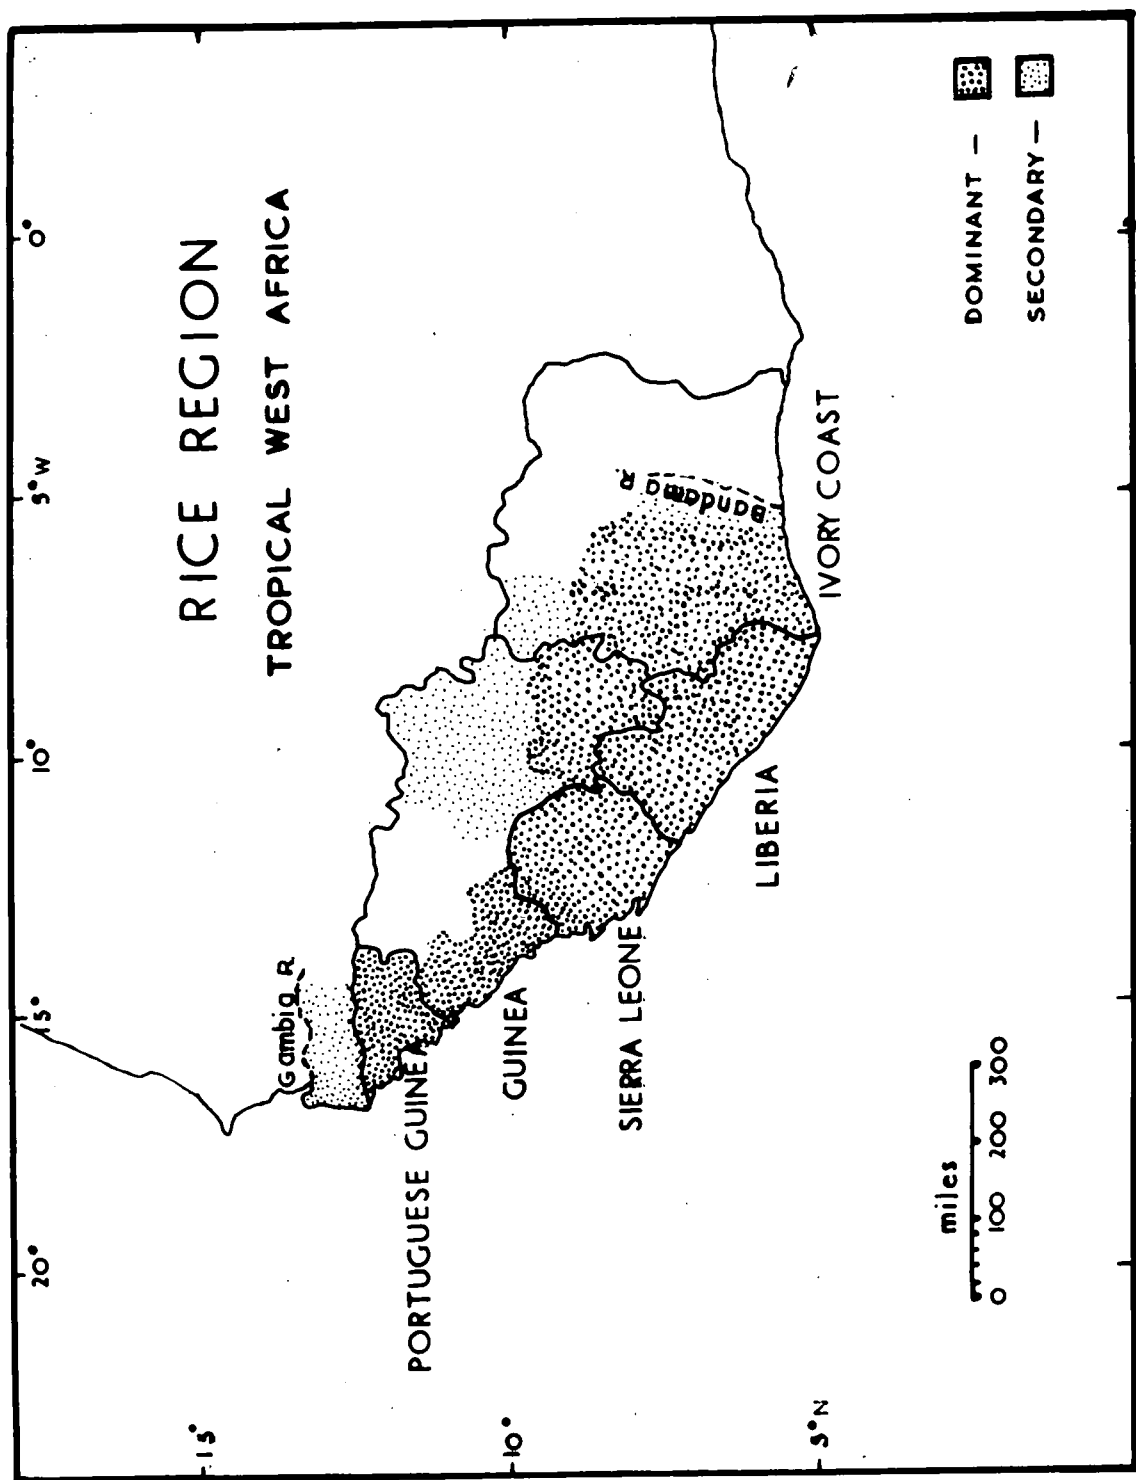 RICE REGION
TROPICAL WEST AFRICA
20°
15°
10°
5°W
0°
15°
10°
5°N
Gambia R.
PORTUGUESE GUINEA
GUINEA
SIERRA LEONE
LIBERIA
IVORY COAST
Bandama R
miles
0 100 200 300
DOMINANT —
SECONDARY —